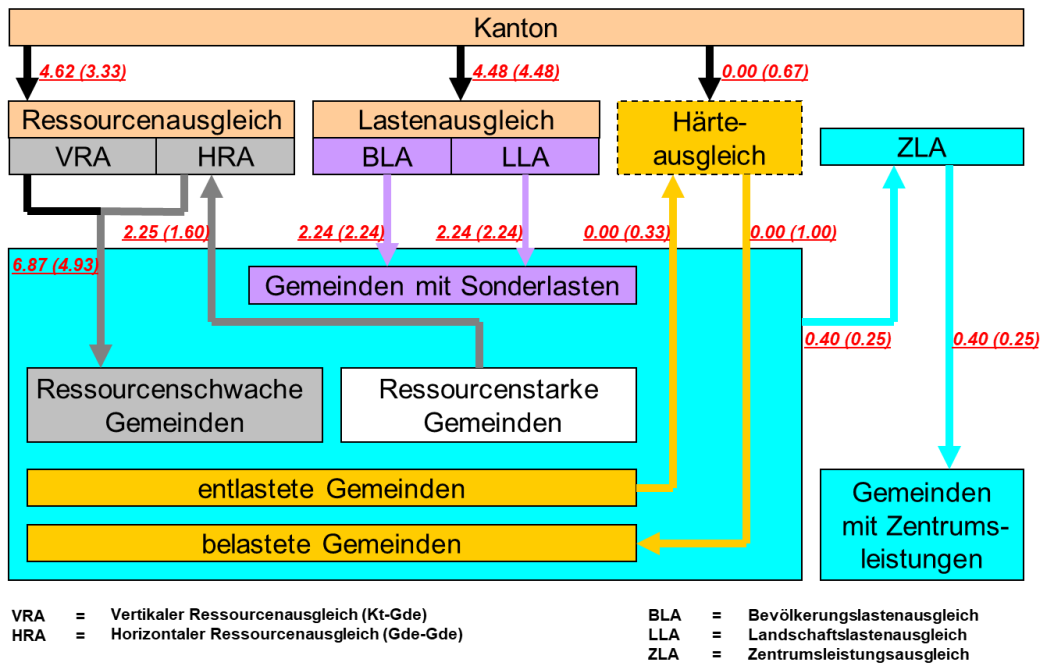 Kanton
4.62 (3.33)
4.48 (4.48)
0.00 (0.67)
Ressourcenausgleich
Lastenausgleich
Härte-
ausgleich
VRA
HRA
BLA
LLA
ZLA
2.25 (1.60)
2.24 (2.24)
2.24 (2.24)
0.00 (0.33)
0.00 (1.00)
6.87 (4.93)
Gemeinden mit Sonderlasten
0.40 (0.25)
0.40 (0.25)
Ressourcenschwache
Gemeinden
Ressourcenstarke
Gemeinden
entlastete Gemeinden
belastete Gemeinden
Gemeinden
mit Zentrums-
leistungen
VRA = Vertikaler Ressourcenausgleich (Kt-Gde)
HRA = Horizontaler Ressourcenausgleich (Gde-Gde)
BLA = Bevölkerungslastenausgleich
LLA = Landschaftslastenausgleich
ZLA = Zentrumsleistungsausgleich